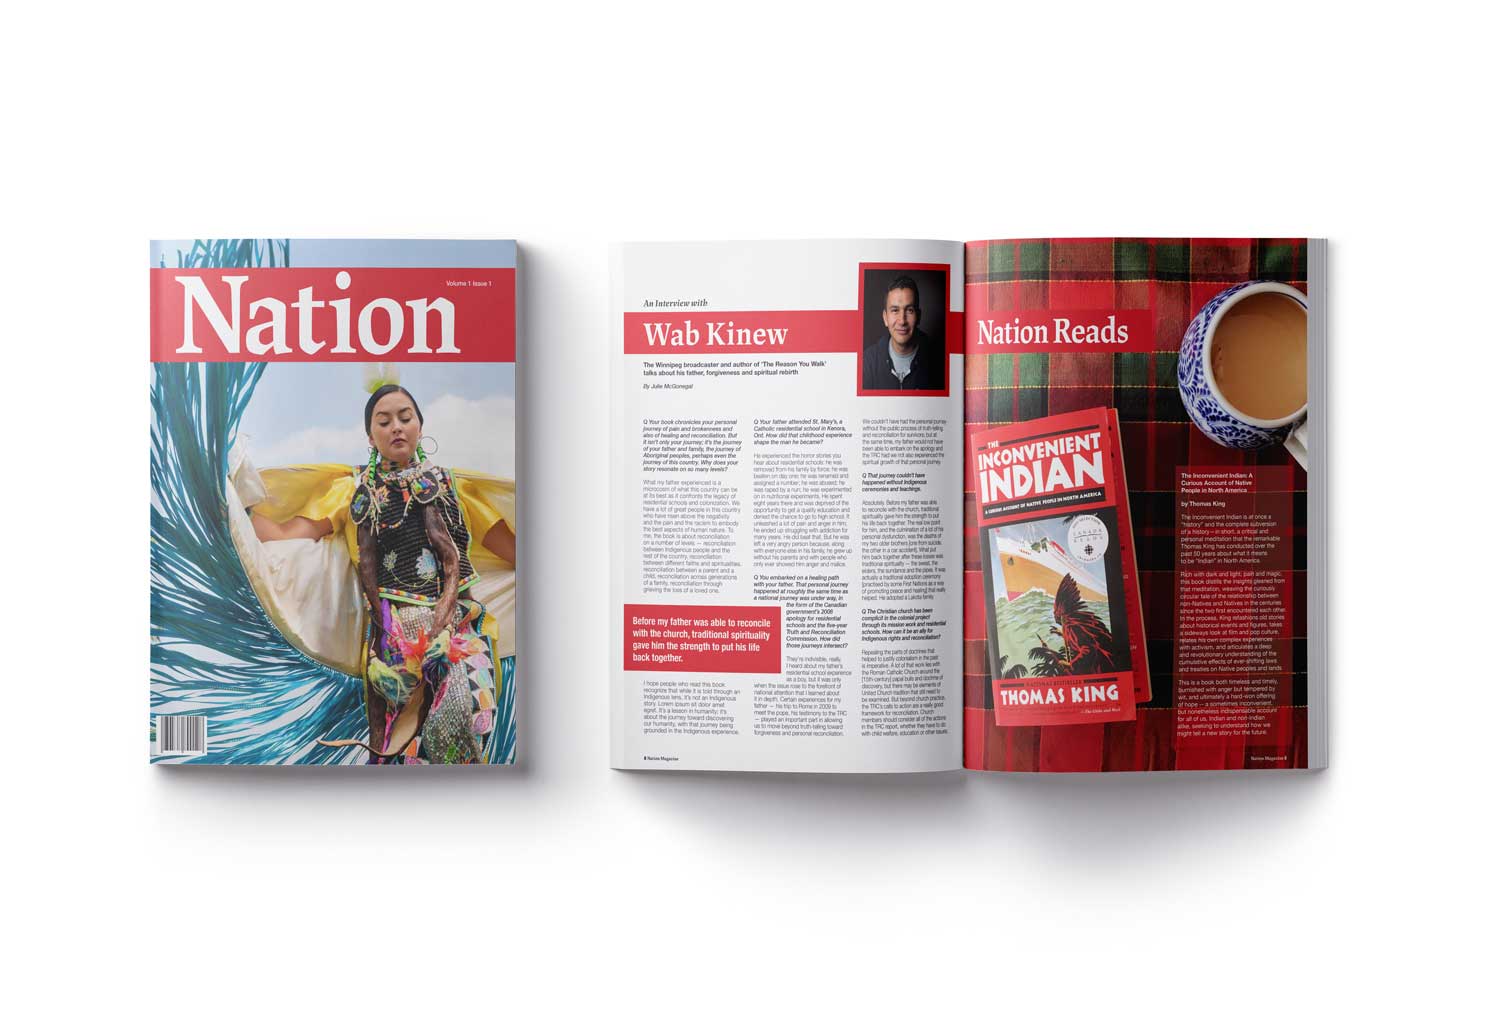 Nation
Volume 1 Issue 1
An Interview with
Wab Kinew
The Winnipeg broadcaster and author of ‘The Reason You Walk’
talks about his father, forgiveness and spiritual rebirth
By Julie McGonegal
Q Your book chronicles your personal
journey of pain and brokenness and
also of healing and reconciliation. But
it isn't only your journey; it's the journey
of your father and family, the journey of
Aboriginal peoples, perhaps even the
journey of this country. Why does your
story resonate on so many levels?
What my father experienced is a
microcosm of what this country can be
at its best as it confronts the legacy of
residential schools and colonization. We
have a lot of great people in this country
who have risen above the negativity
and the pain and the racism to embody
the best aspects of human nature. To
me, the book is about reconciliation
on a number of levels — reconciliation
between Indigenous people and the
rest of the country, reconciliation
between different faiths and spiritualities,
reconciliation between a parent and a
child, reconciliation across generations
of a family, reconciliation through
grieving the loss of a loved one.
Before my father was able to reconcile
with the church, traditional spirituality
gave him the strength to put his life
back together.
I hope people who read this book
recognize that while it is told through an
Indigenous lens, it's not an Indigenous
story. Lorem ipsum sit dolor amet
egret. It's a lesson in humanity; it's
about the journey toward discovering
our humanity, with that journey being
grounded in the Indigenous experience.
Q Your father attended St. Mary's, a
Catholic residential school in Kenora,
Ont. How did that childhood experience
shape the man he became?
He experienced the horror stories you
hear about residential schools: he was
removed from his family by force; he was
beaten on day one; he was renamed and
assigned a number; he was abused; he
was raped by a nun; he was experimented
on in nutritional experiments. He spent
eight years there and was deprived of the
opportunity to get a quality education and
denied the chance to go to high school. It
unleashed a lot of pain and anger in him;
he ended up struggling with addiction for
many years. He did beat that. But he was
left a very angry person because, along
with everyone else in his family, he grew up
without his parents and with people who
only ever showed him anger and malice.
Q You embarked on a healing path
with your father. That personal journey
happened at roughly the same time as
a national journey was under way, in
the form of the Canadian
government's 2008
apology for residential
schools and the five-year
Truth and Reconciliation
Commission. How did
those journeys intersect?
They're indivisible, really.
I heard about my father's
residential school experience
as a boy, but it was only
when the issue rose to the forefront of
national attention that I learned about
it in depth. Certain experiences for my
father — his trip to Rome in 2009 to
meet the pope, his testimony to the TRC
— played an important part in allowing
us to move beyond truth-telling toward
forgiveness and personal reconciliation.
We couldn't have had the personal journey
without the public process of truth-telling
and reconciliation for survivors; but at
the same time, my father would not have
been able to embark on the apology and
the TRC had we not also experienced the
spiritual growth of that personal journey.
Q That journey couldn't have
happened without Indigenous
ceremonies and teachings.
Absolutely. Before my father was able
to reconcile with the church, traditional
spirituality gave him the strength to put
his life back together. The real low point
for him, and the culmination of a lot of his
personal dysfunction, was the deaths of
my two older brothers [one from suicide,
the other in a car accident]. What put
him back together after these losses was
traditional spirituality — the sweat, the
elders, the sundance and the pipes. It was
actually a traditional adoption ceremony
[practised by some First Nations as a way
of promoting peace and healing] that really
helped. He adopted a Lakota family
Q The Christian church has been
complicit in the colonial project
through its mission work and residential
schools. How can it be an ally for
Indigenous rights and reconciliation?
Repealing the parts of doctrines that
helped to justify colonialism in the past
is imperative. A lot of that work lies with
the Roman Catholic Church around the
[15th-century] papal bulls and doctrine of
discovery, but there may be elements of
United Church tradition that still need to
be examined. But beyond church practice,
the TRC's calls to action are a really good
framework for reconciliation. Church
members should consider all of the actions
in the TRC report, whether they have to do
with child welfare, education or other issues.
8 Nation Magazine
Nation Reads
THE
INCONVENIENT
INDIAN
A CURIOUS ACCOUNT OF NATIVE PEOPLE IN NORTH AMERICA
CANADA
READS
NATIONAL BESTSELLER
THOMAS KING
The Globe and Mail
The Inconvenient Indian: A
Curious Account of Native
People in North America
by Thomas King
The Inconvenient Indian is at once a
“history” and the complete subversion
of a history—in short, a critical and
personal meditation that the remarkable
Thomas King has conducted over the
past 50 years about what it means
to be “Indian” in North America.
Rich with dark and light, pain and magic,
this book distills the insights gleaned from
that meditation, weaving the curiously
circular tale of the relationship between
non-Natives and Natives in the centuries
since the two first encountered each other.
In the process, King refashions old stories
about historical events and figures, takes
a sideways look at film and pop culture,
relates his own complex experiences
with activism, and articulates a deep
and revolutionary understanding of the
cumulative effects of ever-shifting laws
and treaties on Native peoples and lands.
This is a book both timeless and timely,
burnished with anger but tempered by
wit, and ultimately a hard-won offering
of hope — a sometimes inconvenient,
but nonetheless indispensable account
for all of us, Indian and non-Indian
alike, seeking to understand how we
might tell a new story for the future.
Nation Magazine 8